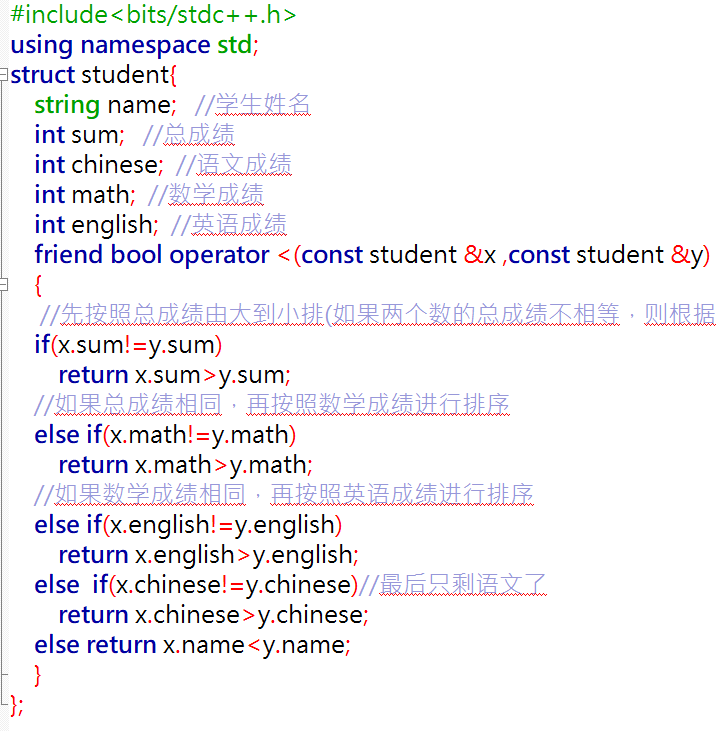 #include<bits/stdc++.h>
using namespace std;
struct student{
string name; //学生姓名
int sum; //总成绩
int chinese; //语文成绩
int math; //数学成绩
int english; //英语成绩
friend bool operator <(const student &x ,const student &y)
{
//先按照总成绩由大到小排(如果两个数的总成绩不相等，则根据
if(x.sum!=y.sum)
return x.sum>y.sum;
//如果总成绩相同，再按照数学成绩进行排序
else if(x.math!=y.math)
return x.math>y.math;
//如果数学成绩相同，再按照英语成绩进行排序
else if(x.english!=y.english)
return x.english>y.english;
else  if(x.chinese!=y.chinese)//最后只剩语文了
return x.chinese>y.chinese;
else return x.name<y.name;
}
};